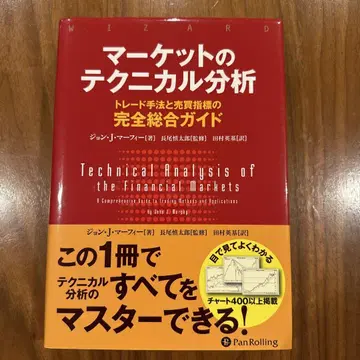 WIZARD
マーケットの
テクニカル分析
トレード手法と売買指標の
完全総合ガイド
ジョン・J・マーフィー[著] 長尾慎太郎[監修] 田村英基[訳]
Technical Analysis of
the Financial Markets
A Comprehensive Guide to Trading Methods and Applications
by John J. Murphy
ジョン・J・マーフィー[著] 長尾慎太郎[監修] 田村英基[訳]
この1冊で
テクニカル
分析の
すべてを
マスターできる!
目で見てよくわかる
チャート400以上掲載
PanRolling